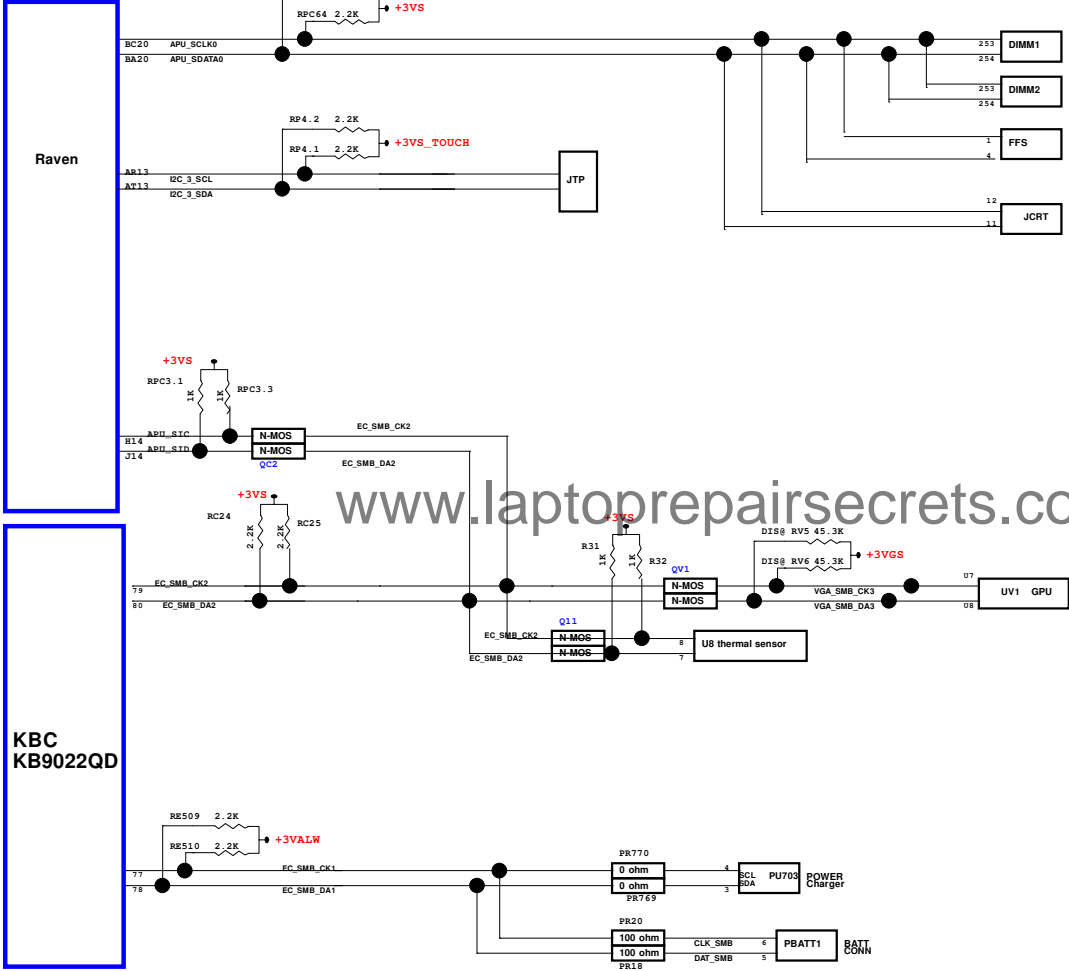 +3VS
RPC64 2.2K
BC20 APU_SCLK0
BA20 APU_SDATA0
253 DIMM1
254
253 DIMM2
254
RP4.2 2.2K
+3VS_TOUCH
RP4.1 2.2K
1 FFS
4
Raven
AR13
I2C_3_SCL
AT13
I2C_3_SDA
JTP
12
11 JCRT
+3VS
RPC3.1
1K
1K
RPC3.3
APU_SIC
H14
APU_SID
J14
N-MOS
N-MOS
QC2
EC_SMB_CK2
EC_SMB_DA2
www.laptoprepairsecrets.co
+3VS
RC24
2.2K
2.2K
RC25
+3VS
R31
1K
1K
R32
DIS@ RV5 45.3K
+3VGS
DIS@ RV6 45.3K
QV1
N-MOS
N-MOS
79 EC_SMB_CK2
80 EC_SMB_DA2
VGA_SMB_CK3
VGA_SMB_DA3
U7
U8
UV1 GPU
Q11
EC_SMB_CK2 N-MOS
EC_SMB_DA2 N-MOS
8
7
U8 thermal sensor
KBC
KB9022QD
RE509 2.2K
+3VALW
RE510 2.2K
77 EC_SMB_CK1
78 EC_SMB_DA1
PR770
0 ohm
0 ohm
PR769
4 SCL
3 SDA
PU703
POWER
Charger
PR20
100 ohm
100 ohm
PR18
CLK_SMB 6
DAT_SMB 5
PBATT1
BATT
CONN